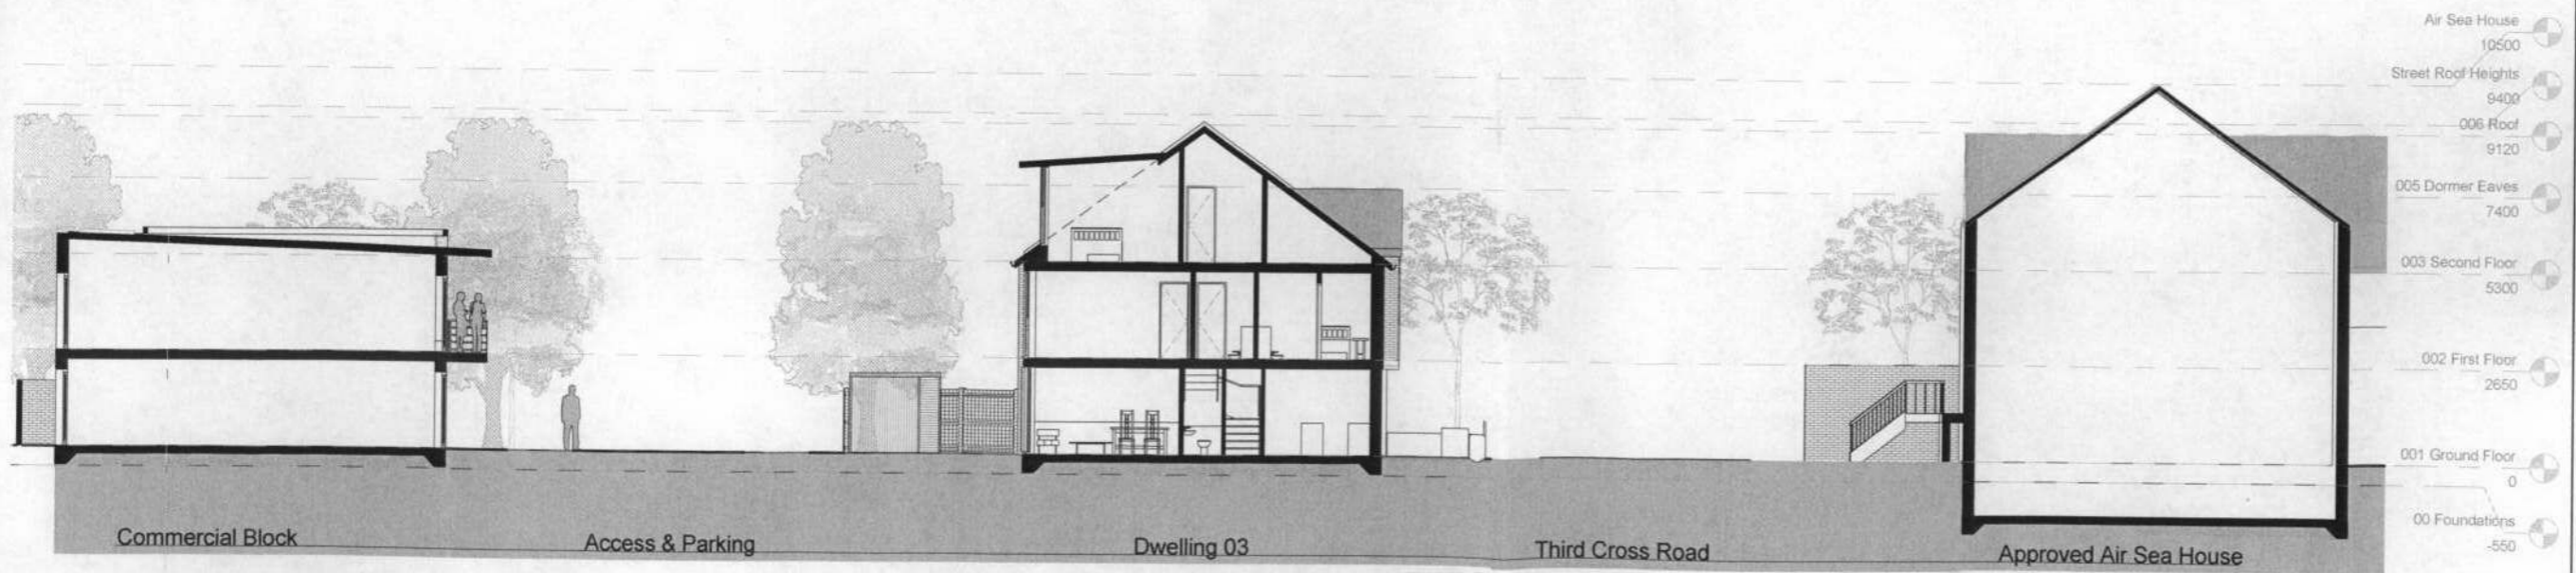 Air Sea House
10500
Street Roof Heights
9400
006 Roof
9120
005 Dormer Eaves
7400
003 Second Floor
5300
002 First Floor
2650
001 Ground Floor
0
00 Foundations
-550
Commercial Block
Access & Parking
Dwelling 03
Third Cross Road
Approved Air Sea House